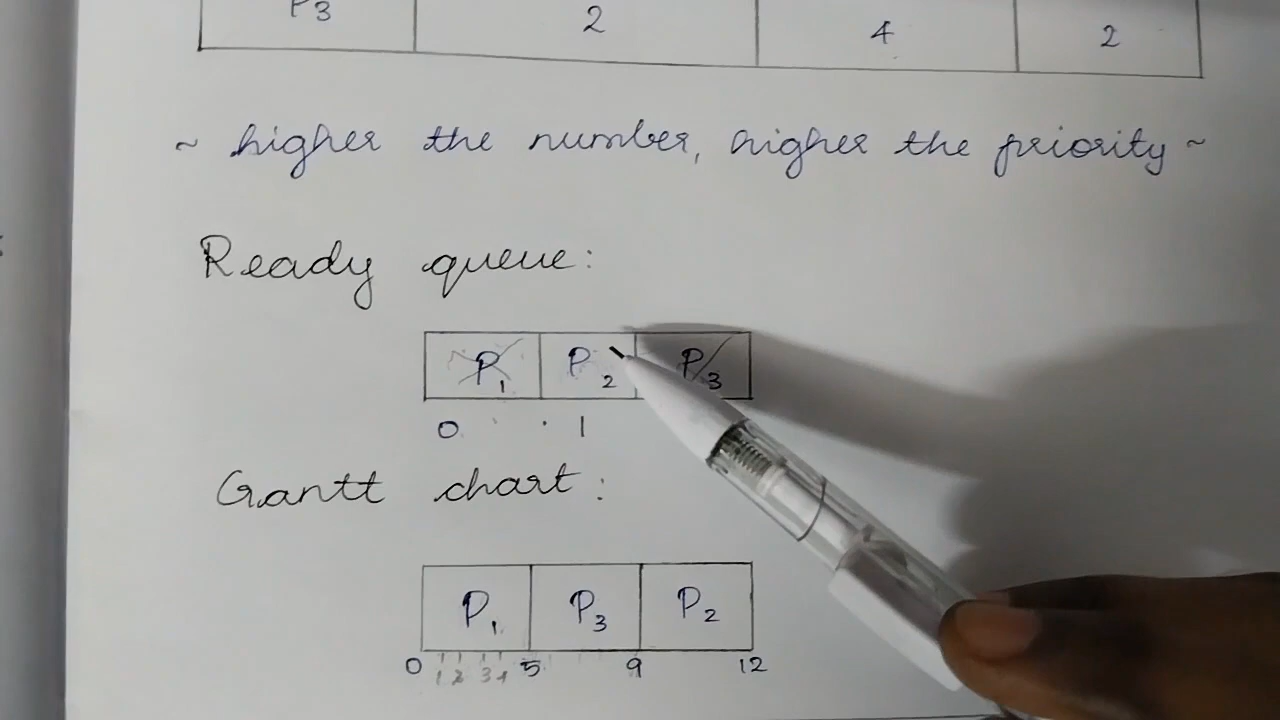 P3 2 4 2
~ higher the number, higher the priority ~
Ready queue:
P1 P2 P3
0 1
Gantt chart:
P1 P3 P2
0 1 2 3 4 5 9 12